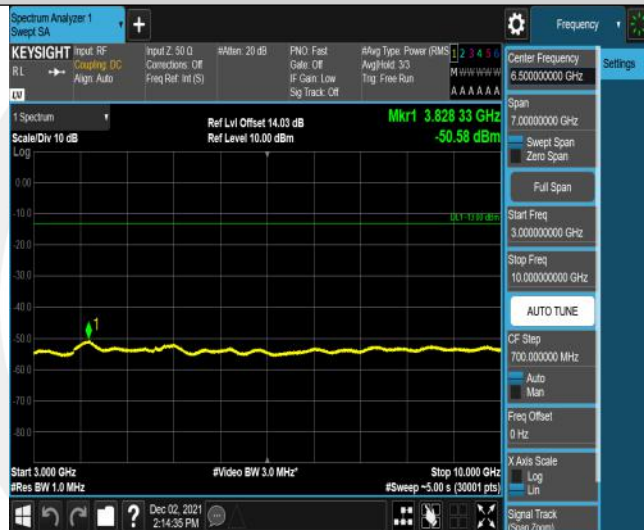 Spectrum Analyzer 1
Swept SA
Frequency
KEYSIGHT
RL
Input: RF
Coupling: DC
Align: Auto
Input Z: 50 Ω
Corrections: Off
Freq Ref: Int (S)
#Atten: 20 dB
PNO: Fast
Gate: Off
IF Gain: Low
Sig Track: Off
#Avg Type: Power (RMS
Avg|Hold: 3/3
Trig: Free Run
1 2 3 4 5 6
M W W W W W
A A A A A A
Center Frequency
6.500000000 GHz
Settings
Span
7.00000000 GHz
Swept Span
Zero Span
Full Span
Start Freq
3.000000000 GHz
Stop Freq
10.000000000 GHz
AUTO TUNE
CF Step
700.000000 MHz
Auto
Man
Freq Offset
0 Hz
X Axis Scale
Log
Lin
Signal Track
(Span Zoom)
LXI
1 Spectrum
Scale/Div 10 dB
Log
Ref Lvl Offset 14.03 dB
Ref Level 10.00 dBm
Mkr1 3.828 33 GHz
-50.58 dBm
0.00
-10.0
DL1 -13.00 dBm
-20.0
-30.0
-40.0
1
-50.0
-60.0
-70.0
-80.0
Start 3.000 GHz
#Res BW 1.0 MHz
#Video BW 3.0 MHz*
Stop 10.000 GHz
#Sweep ~5.00 s (30001 pts)
?
Dec 02, 2021
2:14:35 PM